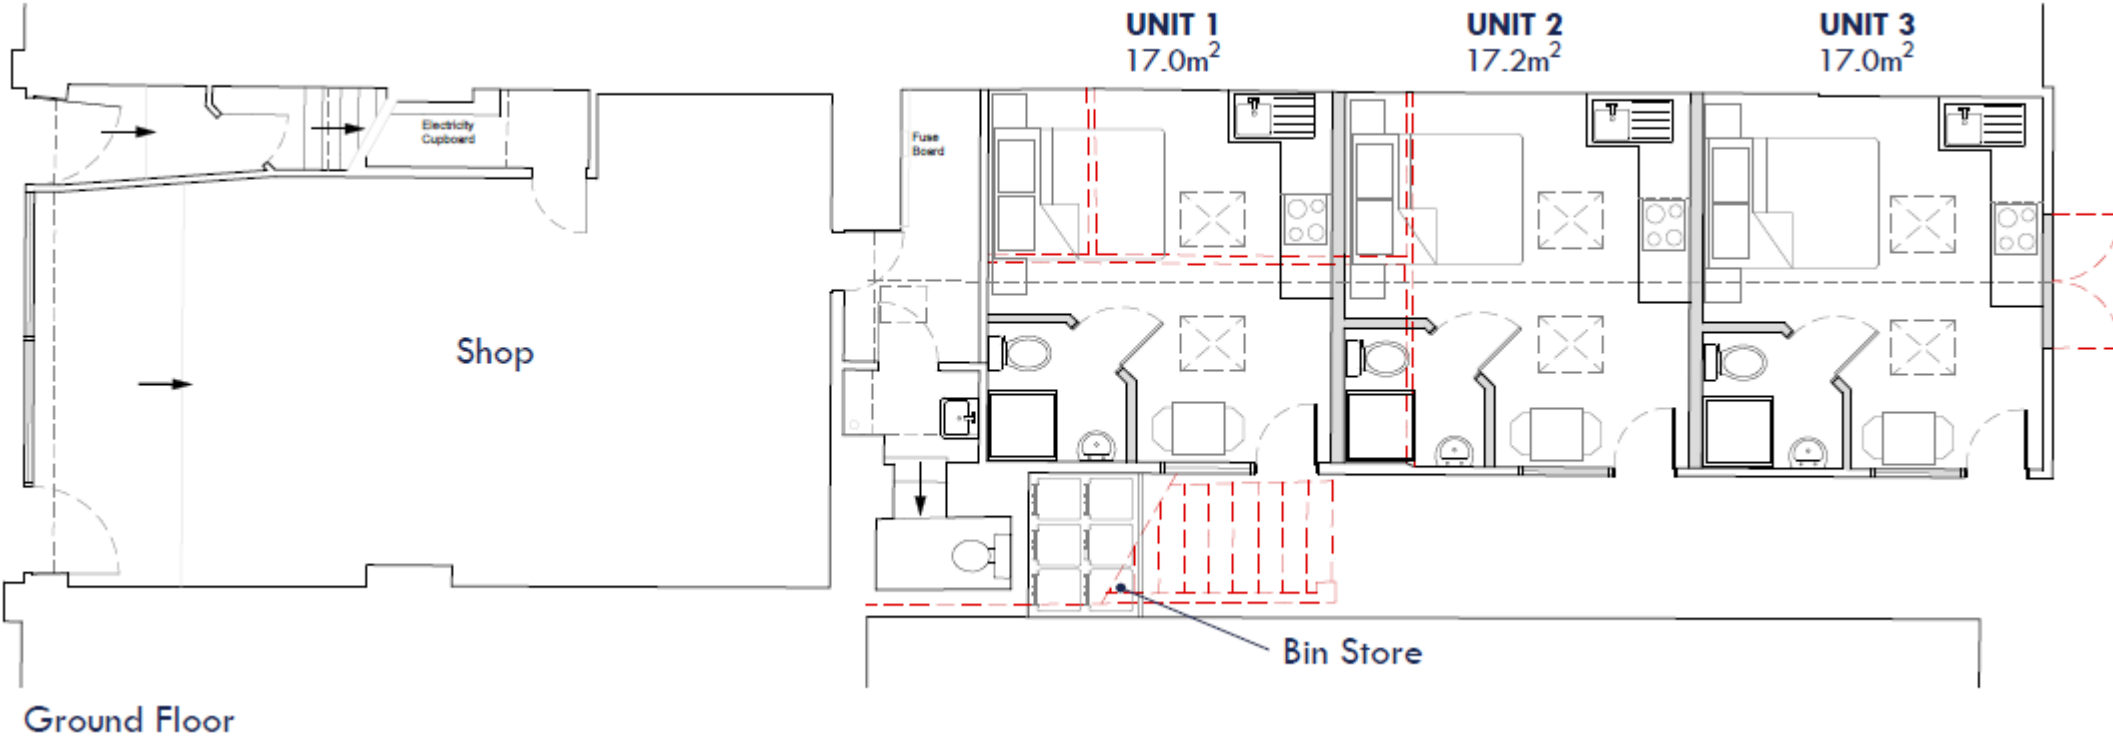 UNIT 1
17.0m²
UNIT 2
17.2m²
UNIT 3
17.0m²
Electricity
Cupboard
Fuse
Board
Shop
Bin Store
Ground Floor